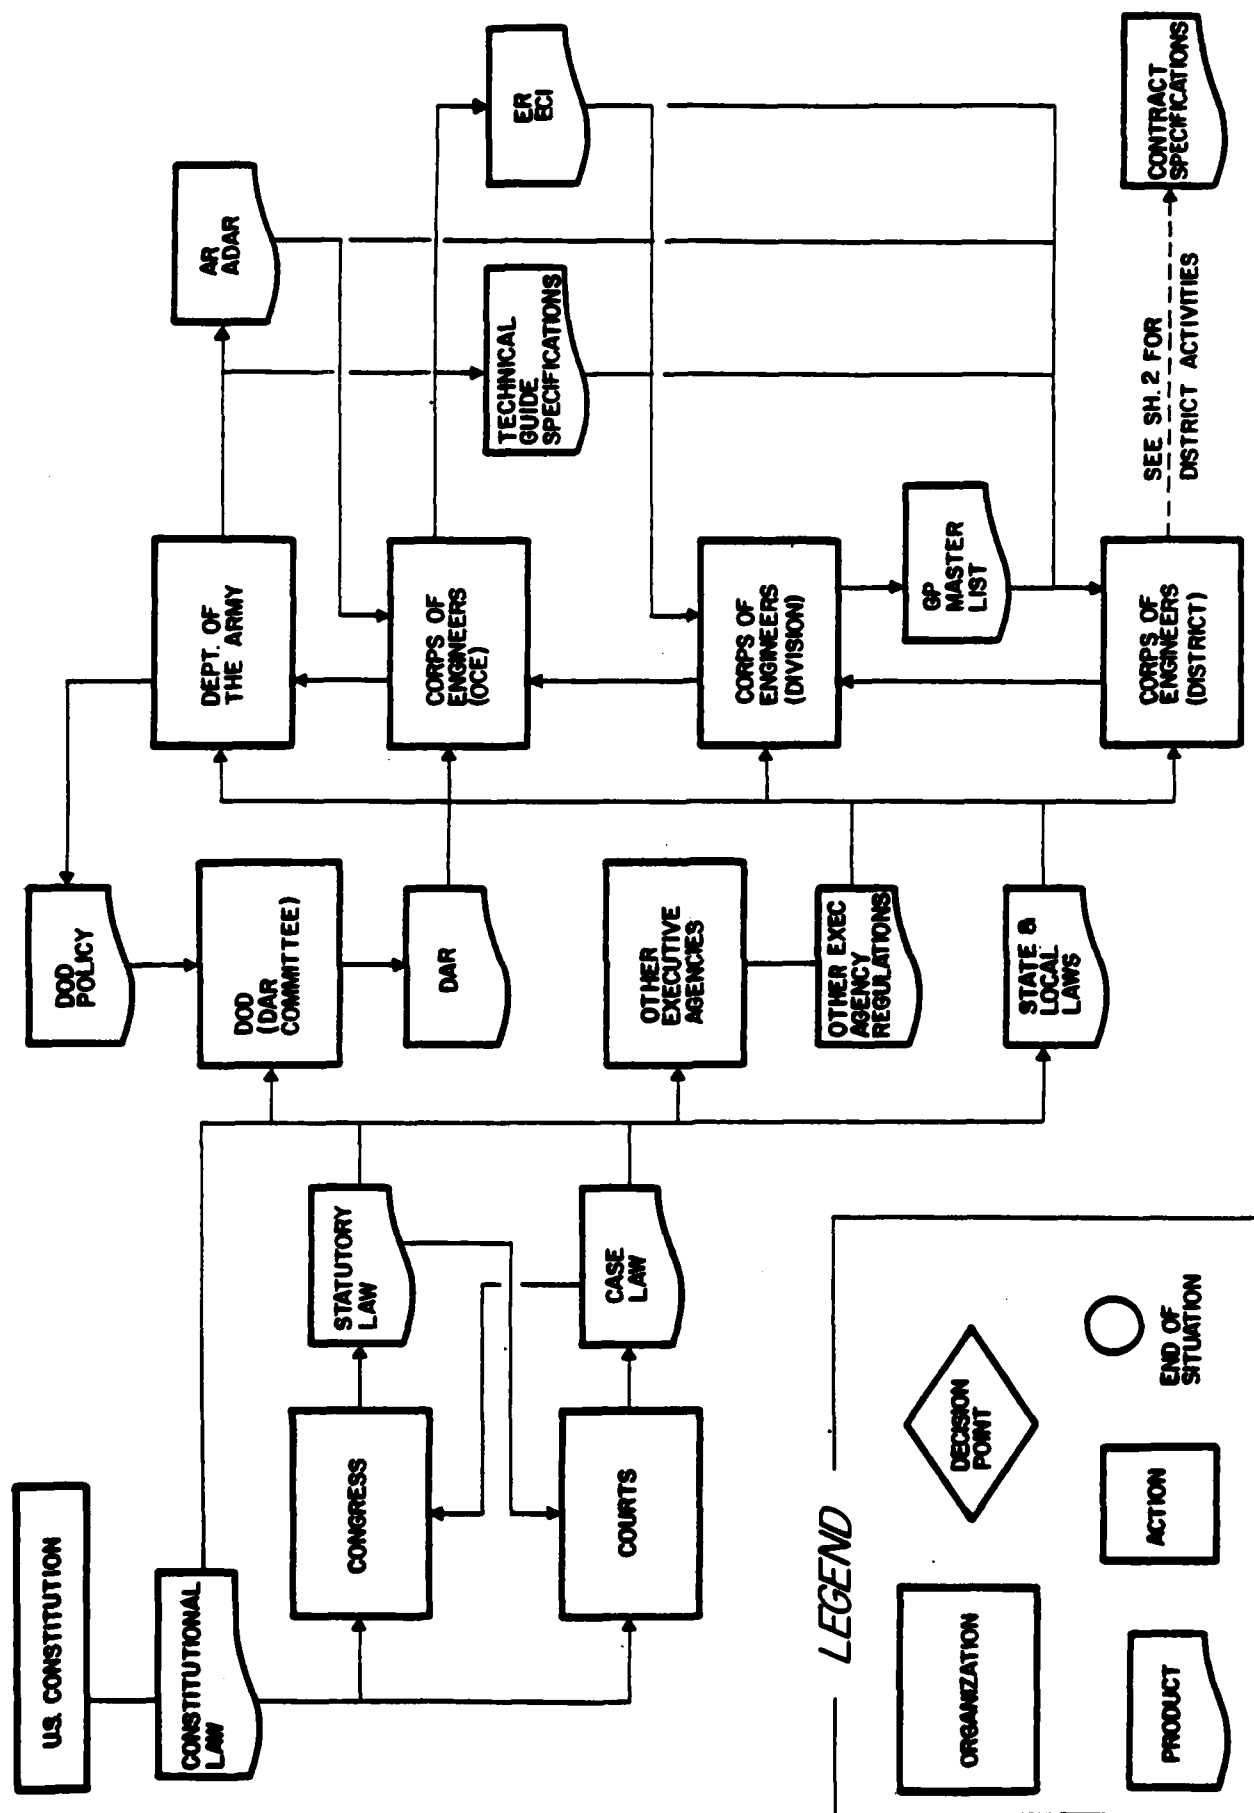 U.S. CONSTITUTION
CONSTITUTIONAL
LAW
CONGRESS
COURTS
STATUTORY
LAW
CASE
LAW
DOD
POLICY
DOD
(DAR
COMMITTEE)
DAR
OTHER
EXECUTIVE
AGENCIES
OTHER EXEC
AGENCY
REGULATIONS
STATE &
LOCAL
LAWS
DEPT. OF
THE ARMY
CORPS OF
ENGINEERS
(OCE)
CORPS OF
ENGINEERS
(DIVISION)
GP
MASTER
LIST
CORPS OF
ENGINEERS
(DISTRICT)
AR
ADAR
TECHNICAL
GUIDE
SPECIFICATIONS
ER
ECI
SEE SH. 2 FOR
DISTRICT ACTIVITIES
CONTRACT
SPECIFICATIONS
LEGEND
ORGANIZATION
DECISION
POINT
PRODUCT
ACTION
END OF
SITUATION